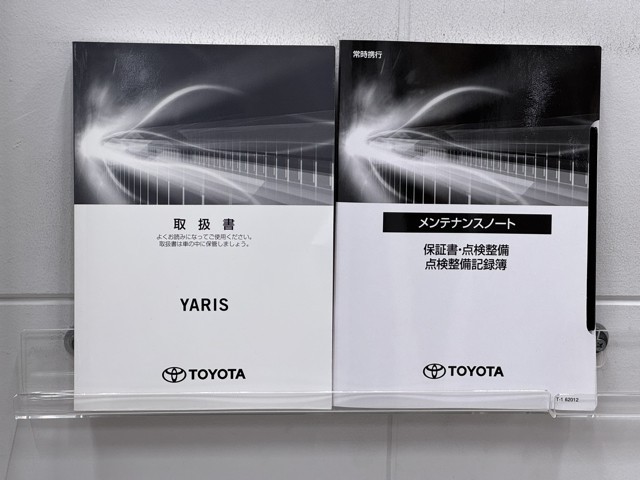 取扱書
よくお読みになってご使用ください。
取扱書は車の中に保管しましょう。
YARIS
TOYOTA
常時携行
メンテナンスノート
保証書・点検整備
点検整備記録簿
TOYOTA
T-1 62012